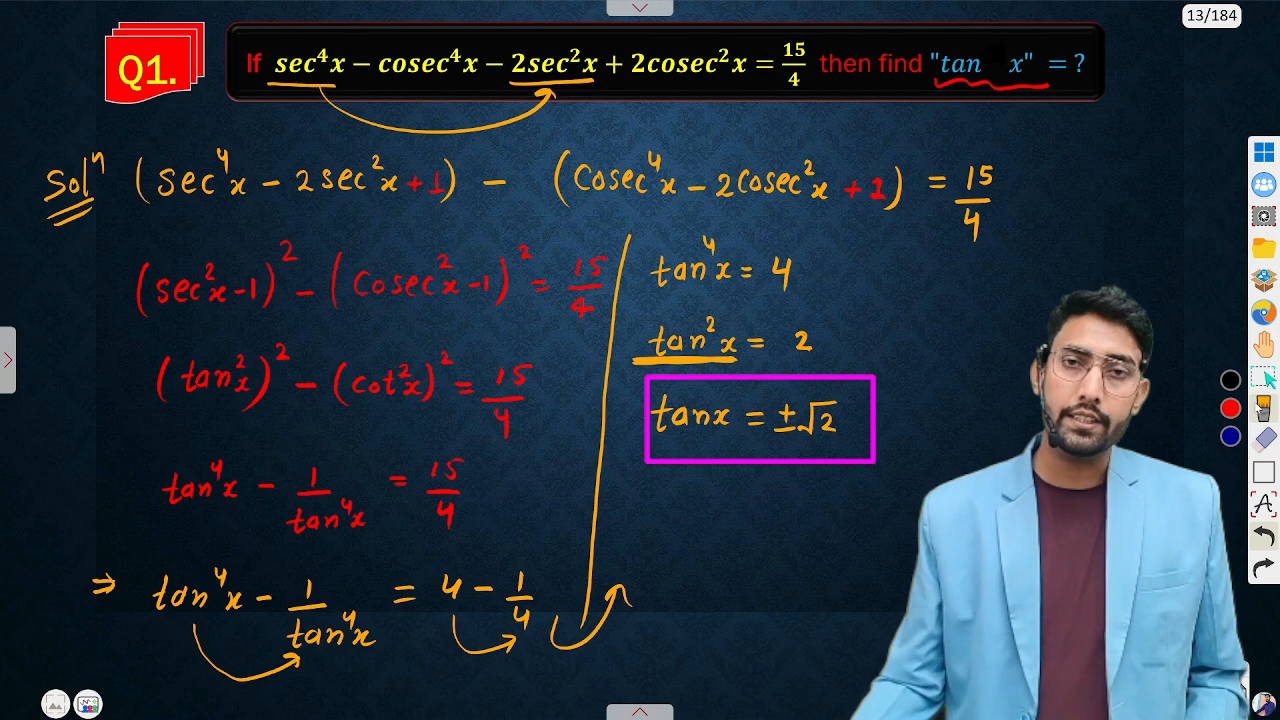 13/184
Q1.
If sec⁴x − cosec⁴x − 2sec²x + 2cosec²x = 15/4 then find "tan x" = ?
Solⁿ (sec⁴x − 2sec²x + 1) − (cosec⁴x − 2cosec²x + 1) = 15/4
(sec²x − 1)² − (cosec²x − 1)² = 15/4
(tan²x)² − (cot²x)² = 15/4
tan⁴x − 1/tan⁴x = 15/4
⇒ tan⁴x − 1/tan⁴x = 4 − 1/4
tan⁴x = 4
tan²x = 2
tanx = ±√2